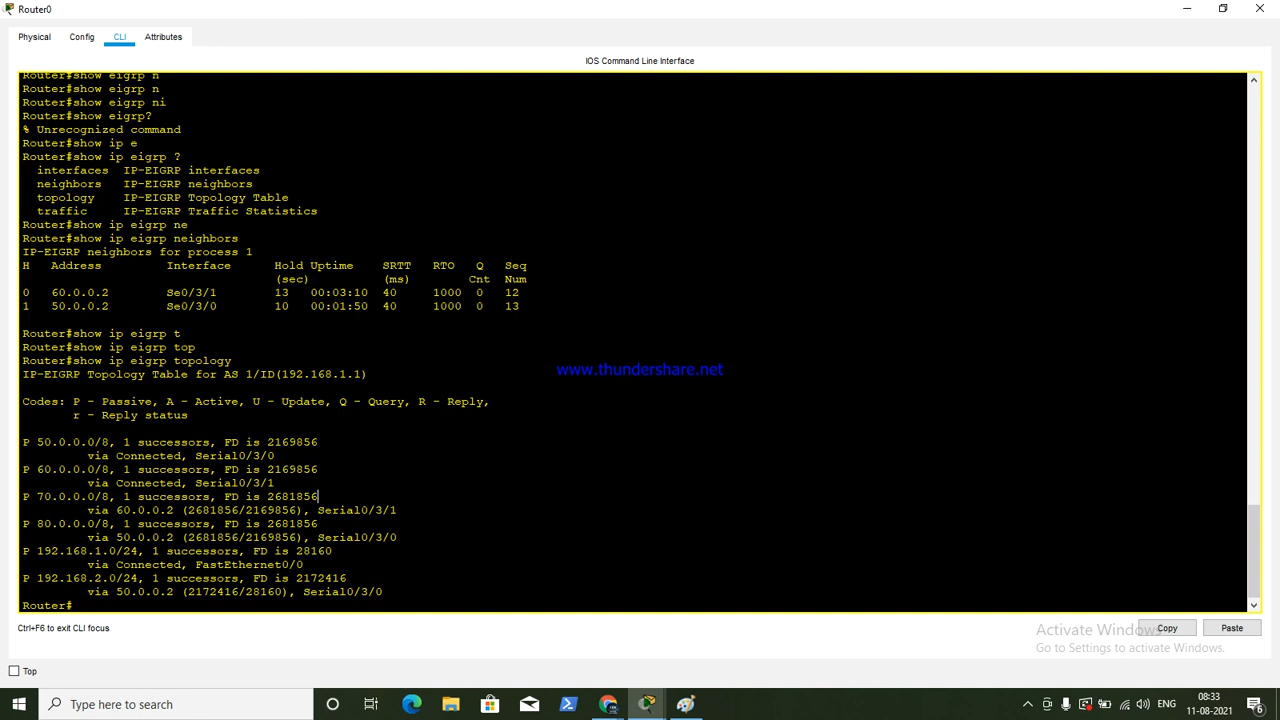 Router0
Physical Config CLI Attributes
IOS Command Line Interface
Router#show eigrp n
Router#show eigrp n
Router#show eigrp ni
Router#show eigrp?
% Unrecognized command
Router#show ip e
Router#show ip eigrp ?
interfaces IP-EIGRP interfaces
neighbors IP-EIGRP neighbors
topology IP-EIGRP Topology Table
traffic IP-EIGRP Traffic Statistics
Router#show ip eigrp ne
Router#show ip eigrp neighbors
IP-EIGRP neighbors for process 1
H Address Interface Hold Uptime SRTT RTO Q Seq
(sec) (ms) Cnt Num
0 60.0.0.2 Se0/3/1 13 00:03:10 40 1000 0 12
1 50.0.0.2 Se0/3/0 10 00:01:50 40 1000 0 13
Router#show ip eigrp t
Router#show ip eigrp top
Router#show ip eigrp topology
IP-EIGRP Topology Table for AS 1/ID(192.168.1.1)
www.thundershare.net
Codes: P - Passive, A - Active, U - Update, Q - Query, R - Reply,
r - Reply status
P 50.0.0.0/8, 1 successors, FD is 2169856
via Connected, Serial0/3/0
P 60.0.0.0/8, 1 successors, FD is 2169856
via Connected, Serial0/3/1
P 70.0.0.0/8, 1 successors, FD is 2681856
via 60.0.0.2 (2681856/2169856), Serial0/3/1
P 80.0.0.0/8, 1 successors, FD is 2681856
via 50.0.0.2 (2681856/2169856), Serial0/3/0
P 192.168.1.0/24, 1 successors, FD is 28160
via Connected, FastEthernet0/0
P 192.168.2.0/24, 1 successors, FD is 2172416
via 50.0.0.2 (2172416/28160), Serial0/3/0
Router#
Ctrl+F6 to exit CLI focus
Copy Paste
Activate Windows
Go to Settings to activate Windows.
Top
Type here to search
ENG
08:33
11-08-2021
6